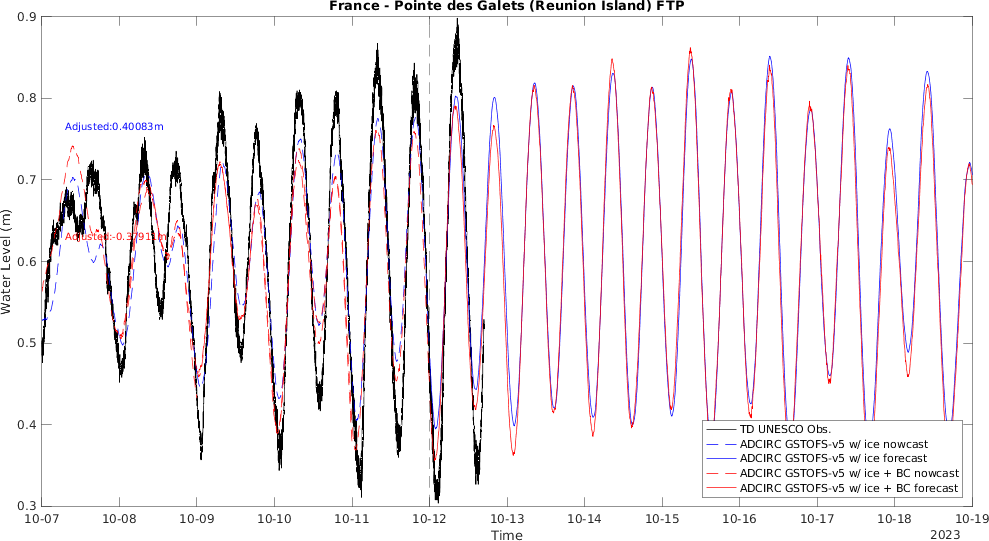 France - Pointe des Galets (Reunion Island) FTP
0.9
0.8
0.7
0.6
0.5
0.4
0.3
Water Level (m)
Adjusted:0.40083m
TD UNESCO Obs.
ADCIRC GSTOFS-v5 w/ ice nowcast
ADCIRC GSTOFS-v5 w/ ice forecast
ADCIRC GSTOFS-v5 w/ ice + BC nowcast
ADCIRC GSTOFS-v5 w/ ice + BC forecast
10-07 10-08 10-09 10-10 10-11 10-12 10-13 10-14 10-15 10-16 10-17 10-18 10-19
Time
2023